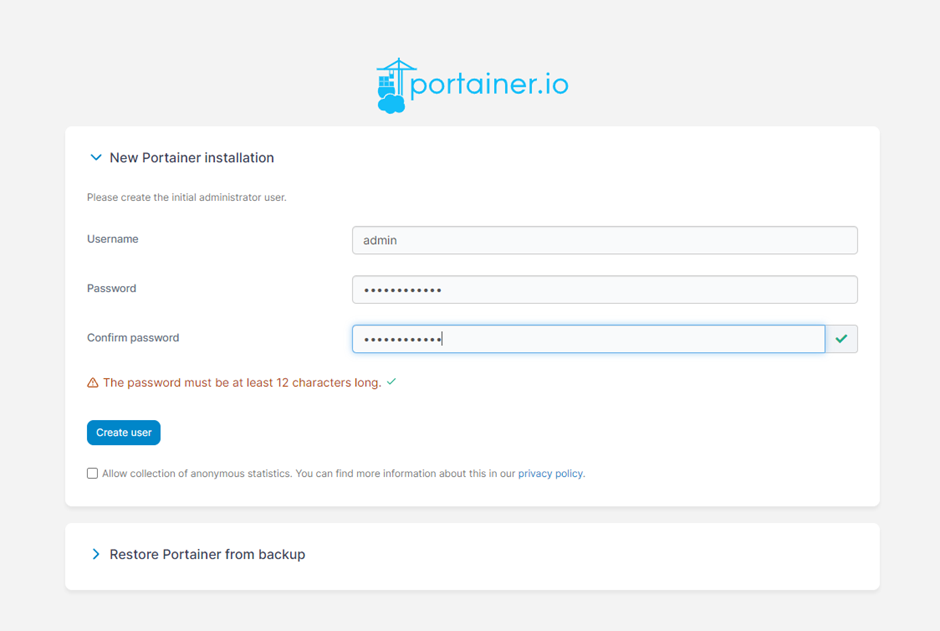 portainer.io
New Portainer installation
Please create the initial administrator user.
Username
admin
Password
••••••••••••
Confirm password
••••••••••••
The password must be at least 12 characters long.
Create user
Allow collection of anonymous statistics. You can find more information about this in our privacy policy.
Restore Portainer from backup